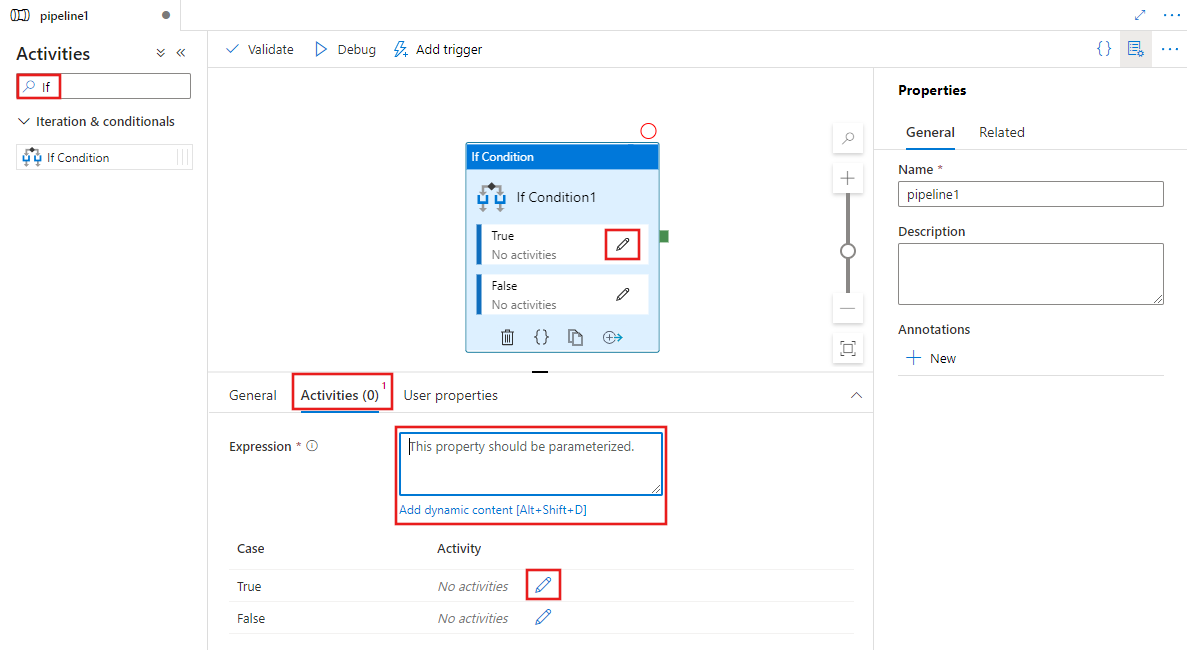 pipeline1
Activities
If
Iteration & conditionals
If Condition
Validate
Debug
Add trigger
If Condition
If Condition1
True
No activities
False
No activities
General
Activities (0) 1
User properties
Expression *
This property should be parameterized.
Add dynamic content [Alt+Shift+D]
Case
Activity
True
No activities
False
No activities
Properties
General
Related
Name *
pipeline1
Description
Annotations
New